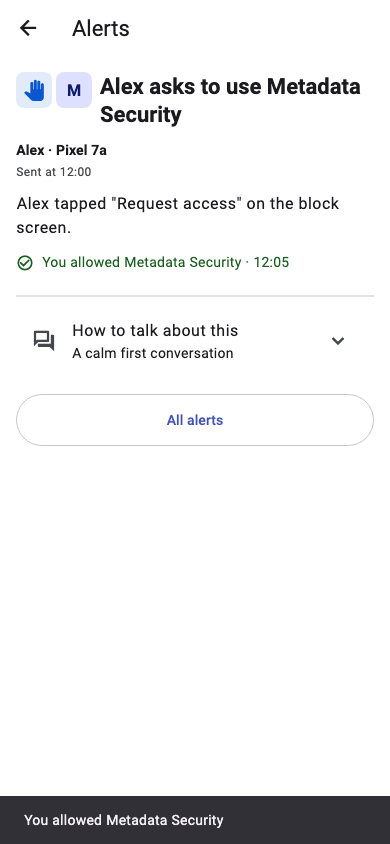 Alerts
M
Alex asks to use Metadata
Security
Alex · Pixel 7a
Sent at 12:00
Alex tapped "Request access" on the block
screen.
You allowed Metadata Security · 12:05
How to talk about this
A calm first conversation
All alerts
You allowed Metadata Security